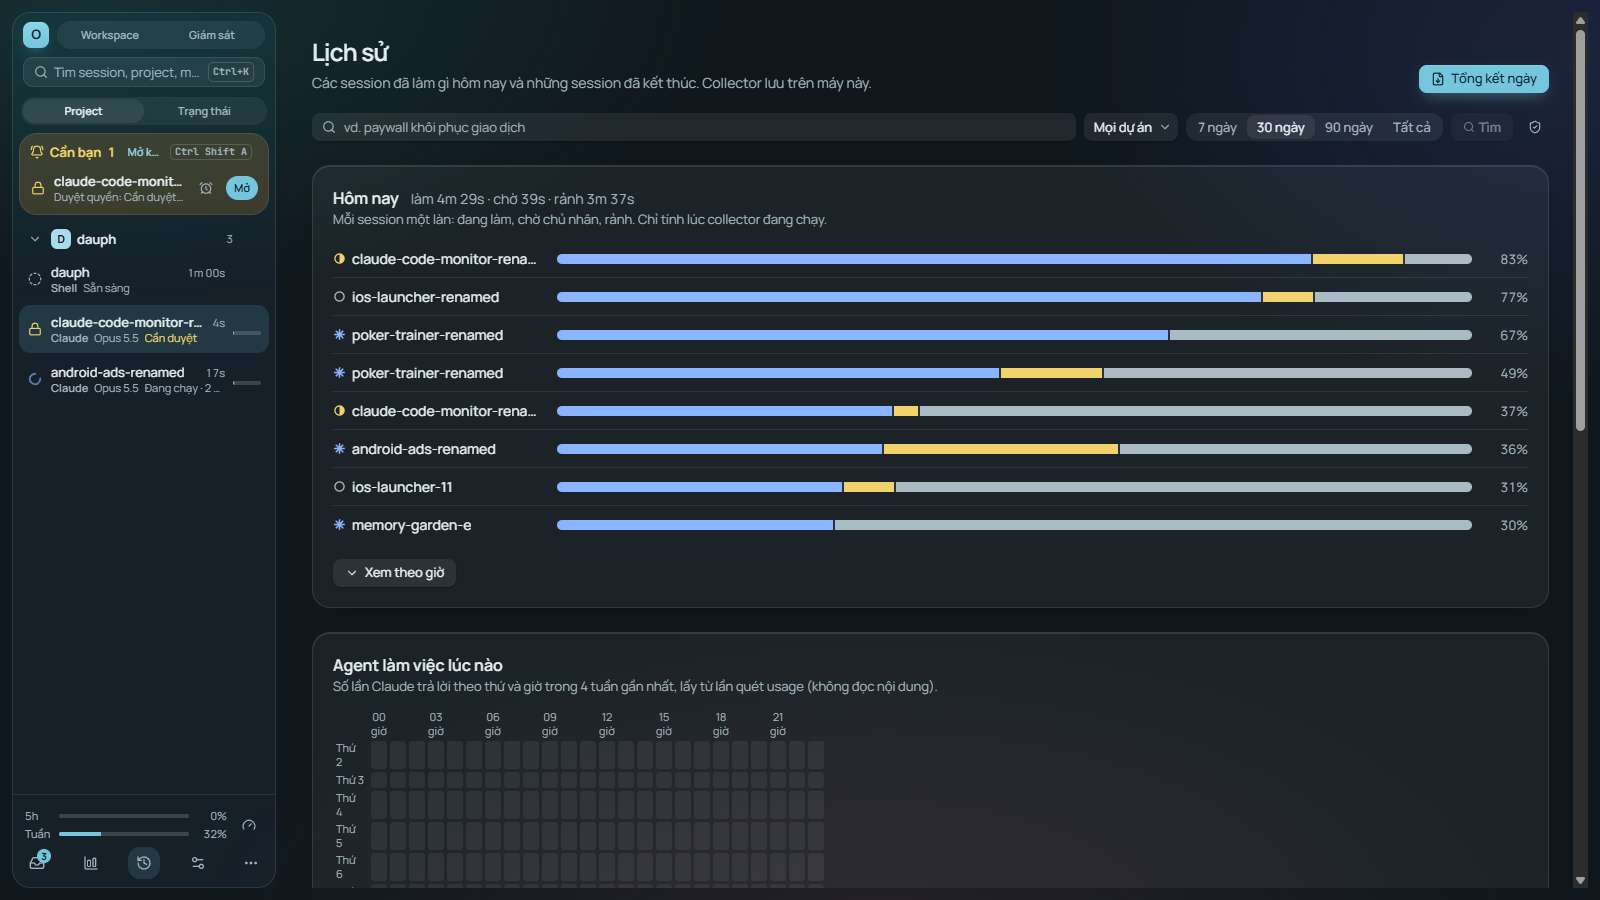 O
Workspace
Giám sát
Tìm session, project, m...
Ctrl+K
Project
Trạng thái
Cần bạn 1
Mở k...
Ctrl Shift A
claude-code-monit...
Duyệt quyền: Cần duyệt...
Mở
D
dauph
3
dauph
1m 00s
Shell Sẵn sàng
claude-code-monitor-r...
4s
Claude Opus 5.5 Cần duyệt
android-ads-renamed
17s
Claude Opus 5.5 Đang chạy · 2 ...
5h
0%
Tuần
32%
3
Lịch sử
Các session đã làm gì hôm nay và những session đã kết thúc. Collector lưu trên máy này.
Tổng kết ngày
vd. paywall khôi phục giao dịch
Mọi dự án
7 ngày
30 ngày
90 ngày
Tất cả
Tìm
Hôm nay
làm 4m 29s · chờ 39s · rảnh 3m 37s
Mỗi session một làn: đang làm, chờ chủ nhân, rảnh. Chỉ tính lúc collector đang chạy.
claude-code-monitor-rena...
83%
ios-launcher-renamed
77%
poker-trainer-renamed
67%
poker-trainer-renamed
49%
claude-code-monitor-rena...
37%
android-ads-renamed
36%
ios-launcher-11
31%
memory-garden-e
30%
Xem theo giờ
Agent làm việc lúc nào
Số lần Claude trả lời theo thứ và giờ trong 4 tuần gần nhất, lấy từ lần quét usage (không đọc nội dung).
00 03 06 09 12 15 18 21
giờ giờ giờ giờ giờ giờ giờ giờ
Thứ
2
Thứ 3
Thứ
4
Thứ
5
Thứ
6